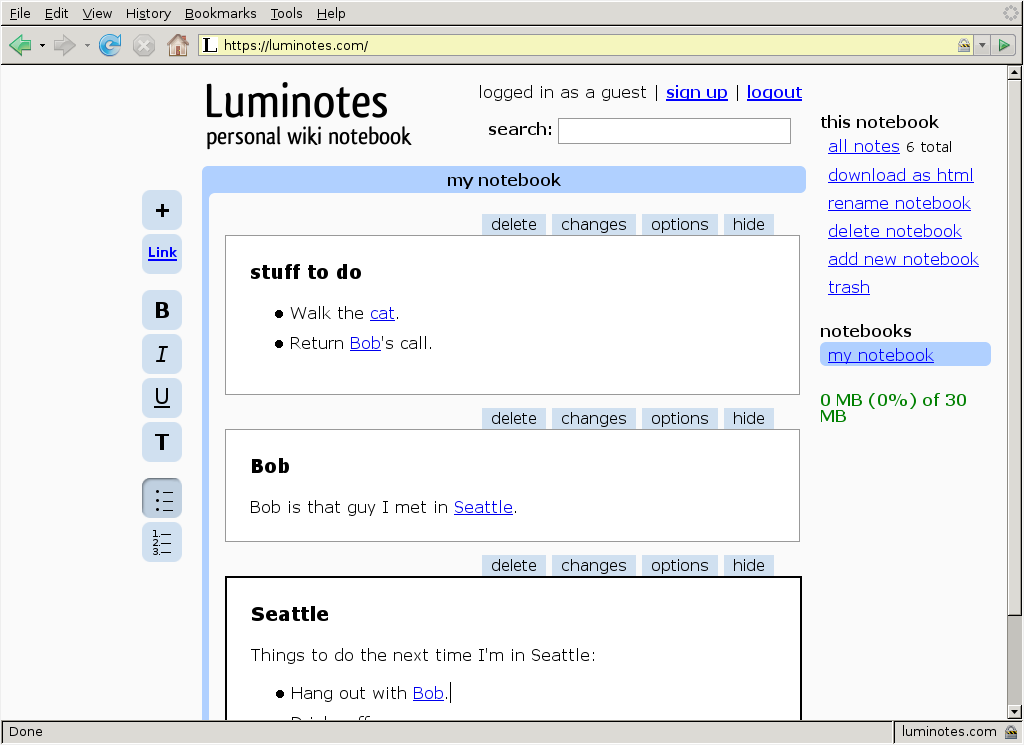 File Edit View History Bookmarks Tools Help
L https://luminotes.com/
Luminotes
personal wiki notebook
logged in as a guest | sign up | logout
search:
my notebook
+
Link
B
I
U
T
1.
2.
3.
delete changes options hide
stuff to do
• Walk the cat.
• Return Bob's call.
delete changes options hide
Bob
Bob is that guy I met in Seattle.
delete changes options hide
Seattle
Things to do the next time I'm in Seattle:
• Hang out with Bob.
this notebook
all notes 6 total
download as html
rename notebook
delete notebook
add new notebook
trash
notebooks
my notebook
0 MB (0%) of 30
MB
Done
luminotes.com